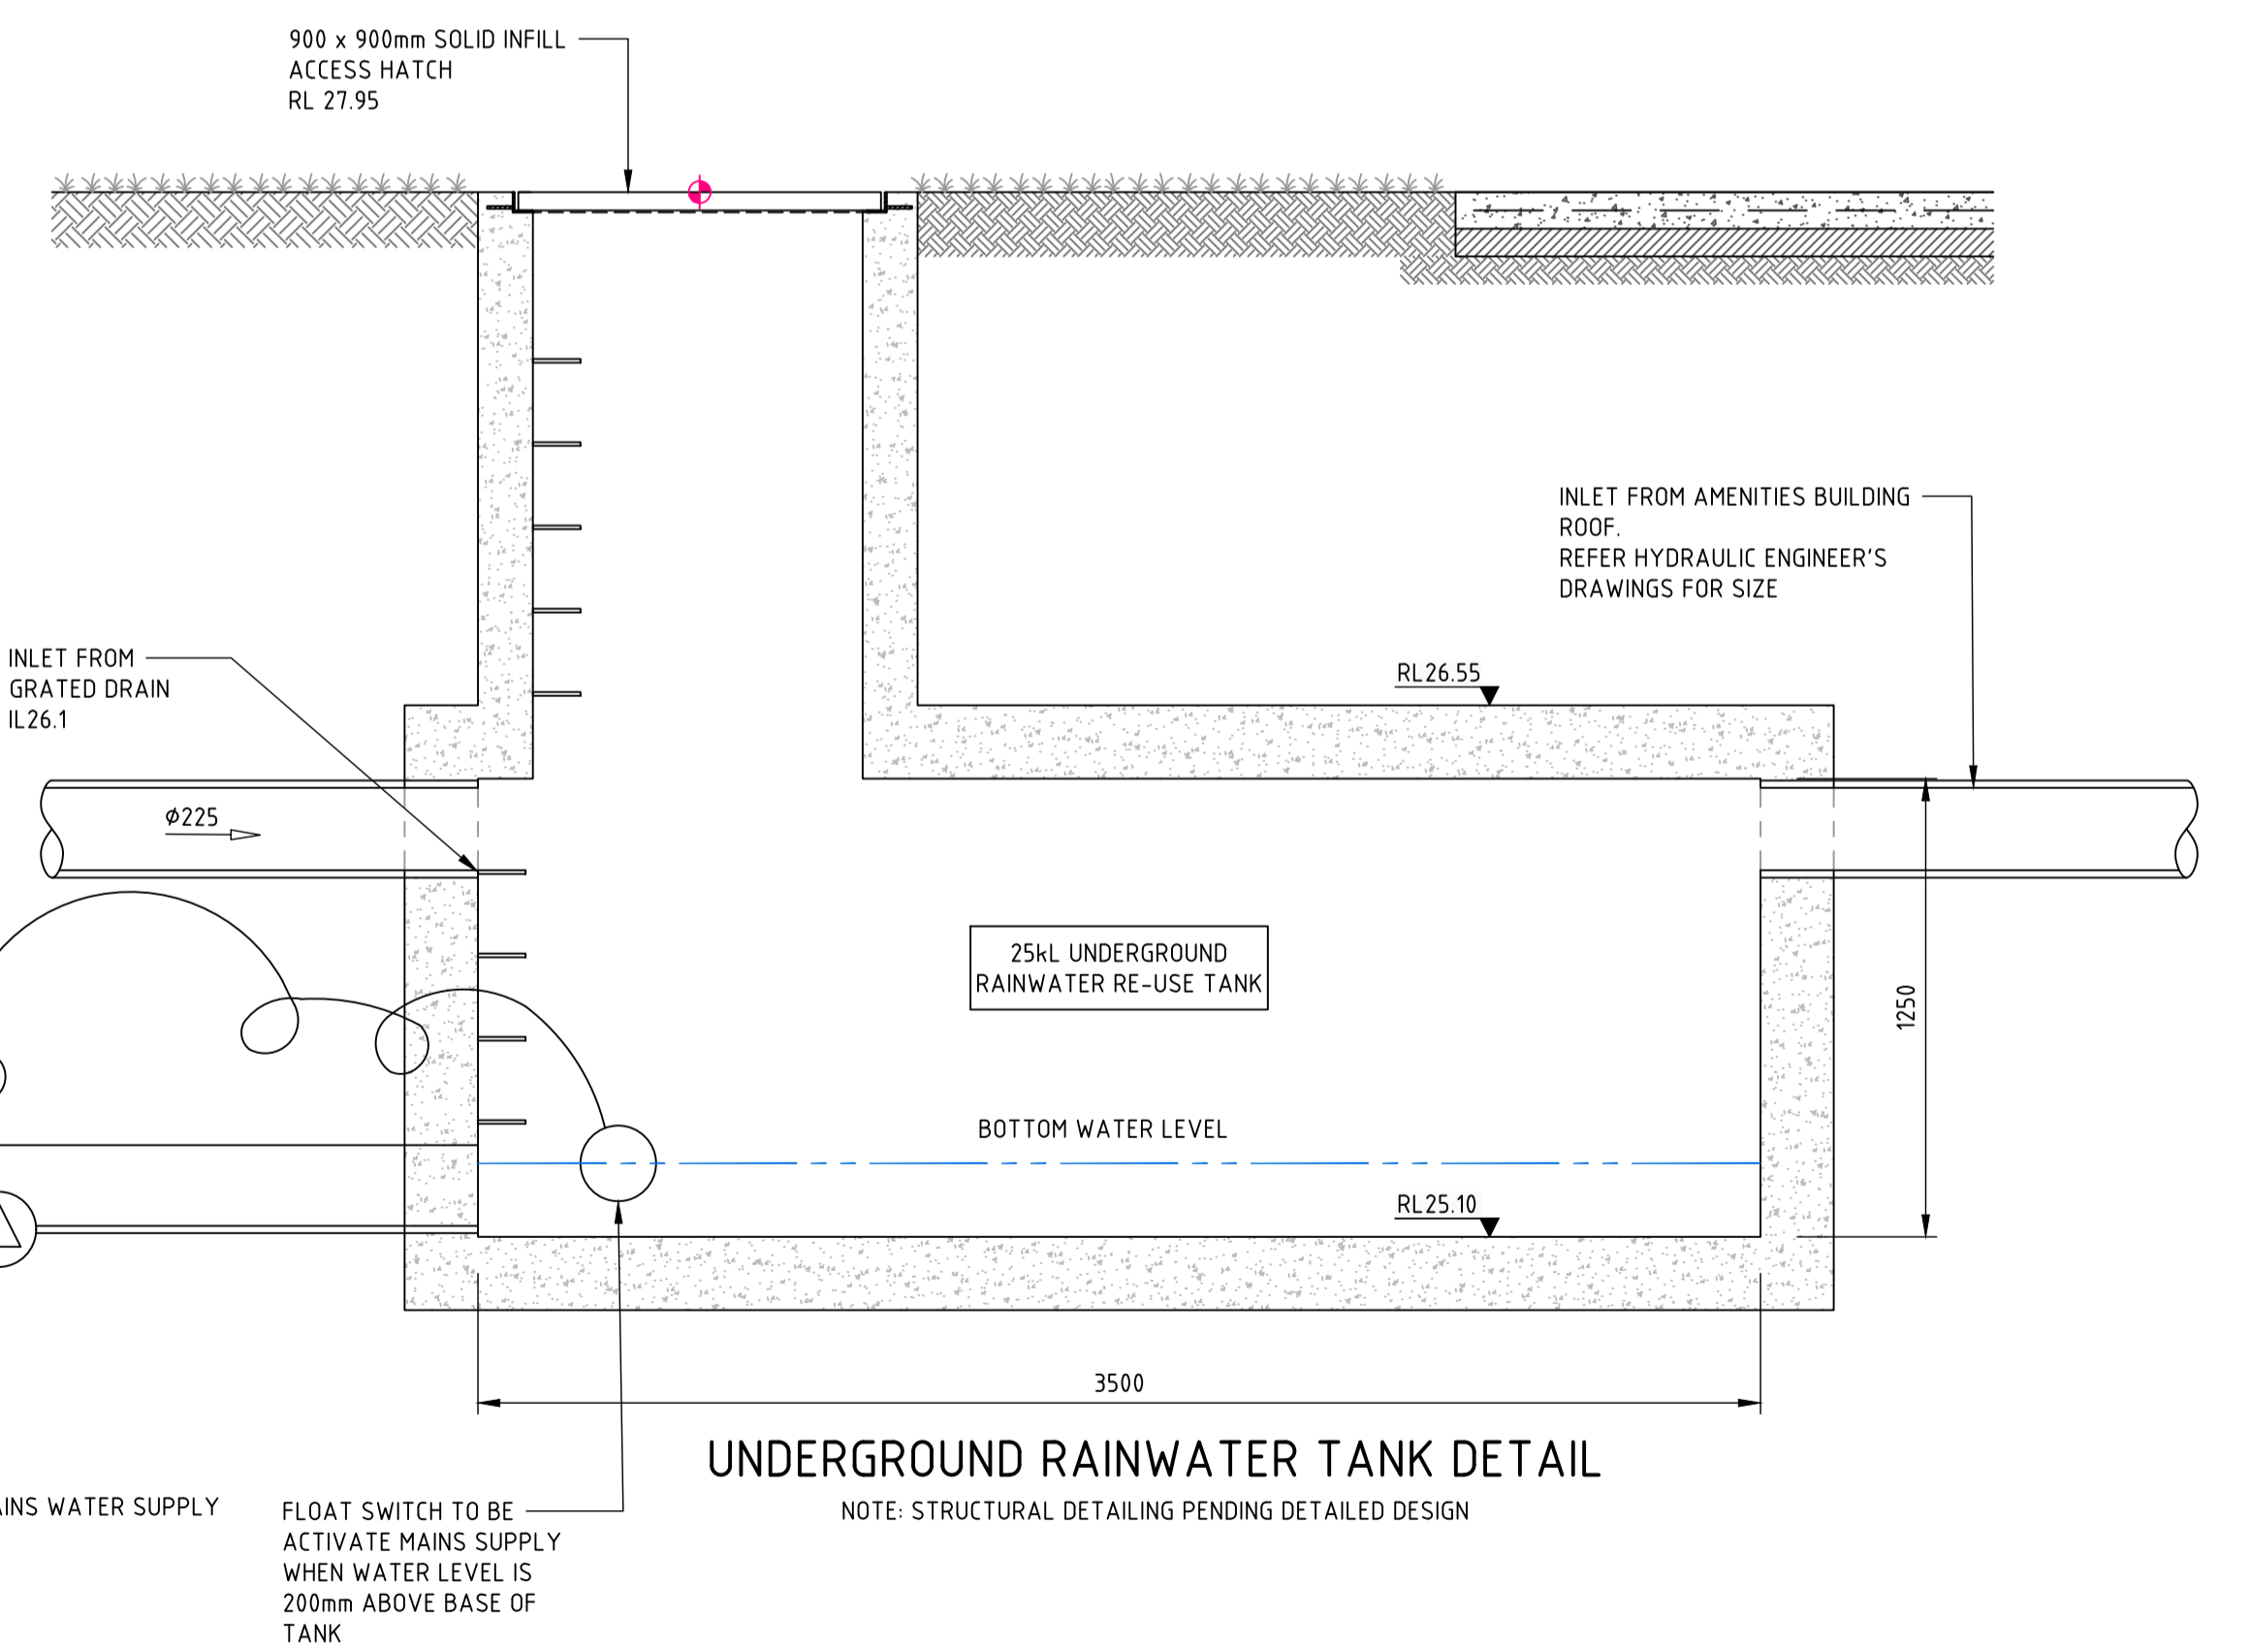 900 x 900mm SOLID INFILL
ACCESS HATCH
RL 27.95
INLET FROM AMENITIES BUILDING
ROOF.
REFER HYDRAULIC ENGINEER'S
DRAWINGS FOR SIZE
INLET FROM
GRATED DRAIN
IL26.1
RL26.55
Ø225
25kL UNDERGROUND
RAINWATER RE-USE TANK
1250
BOTTOM WATER LEVEL
RL25.10
3500
UNDERGROUND RAINWATER TANK DETAIL
NOTE: STRUCTURAL DETAILING PENDING DETAILED DESIGN
WATER SUPPLY
FLOAT SWITCH TO BE
ACTIVATE MAINS SUPPLY
WHEN WATER LEVEL IS
200mm ABOVE BASE OF
TANK